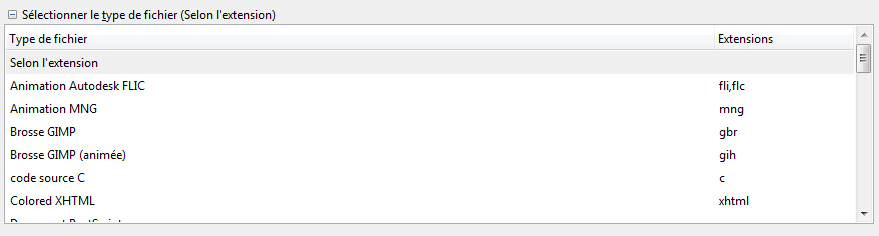 Sélectionner le type de fichier (Selon l'extension)
Type de fichier Extensions
Selon l'extension
Animation Autodesk FLIC fli,flc
Animation MNG mng
Brosse GIMP gbr
Brosse GIMP (animée) gih
code source C c
Colored XHTML xhtml